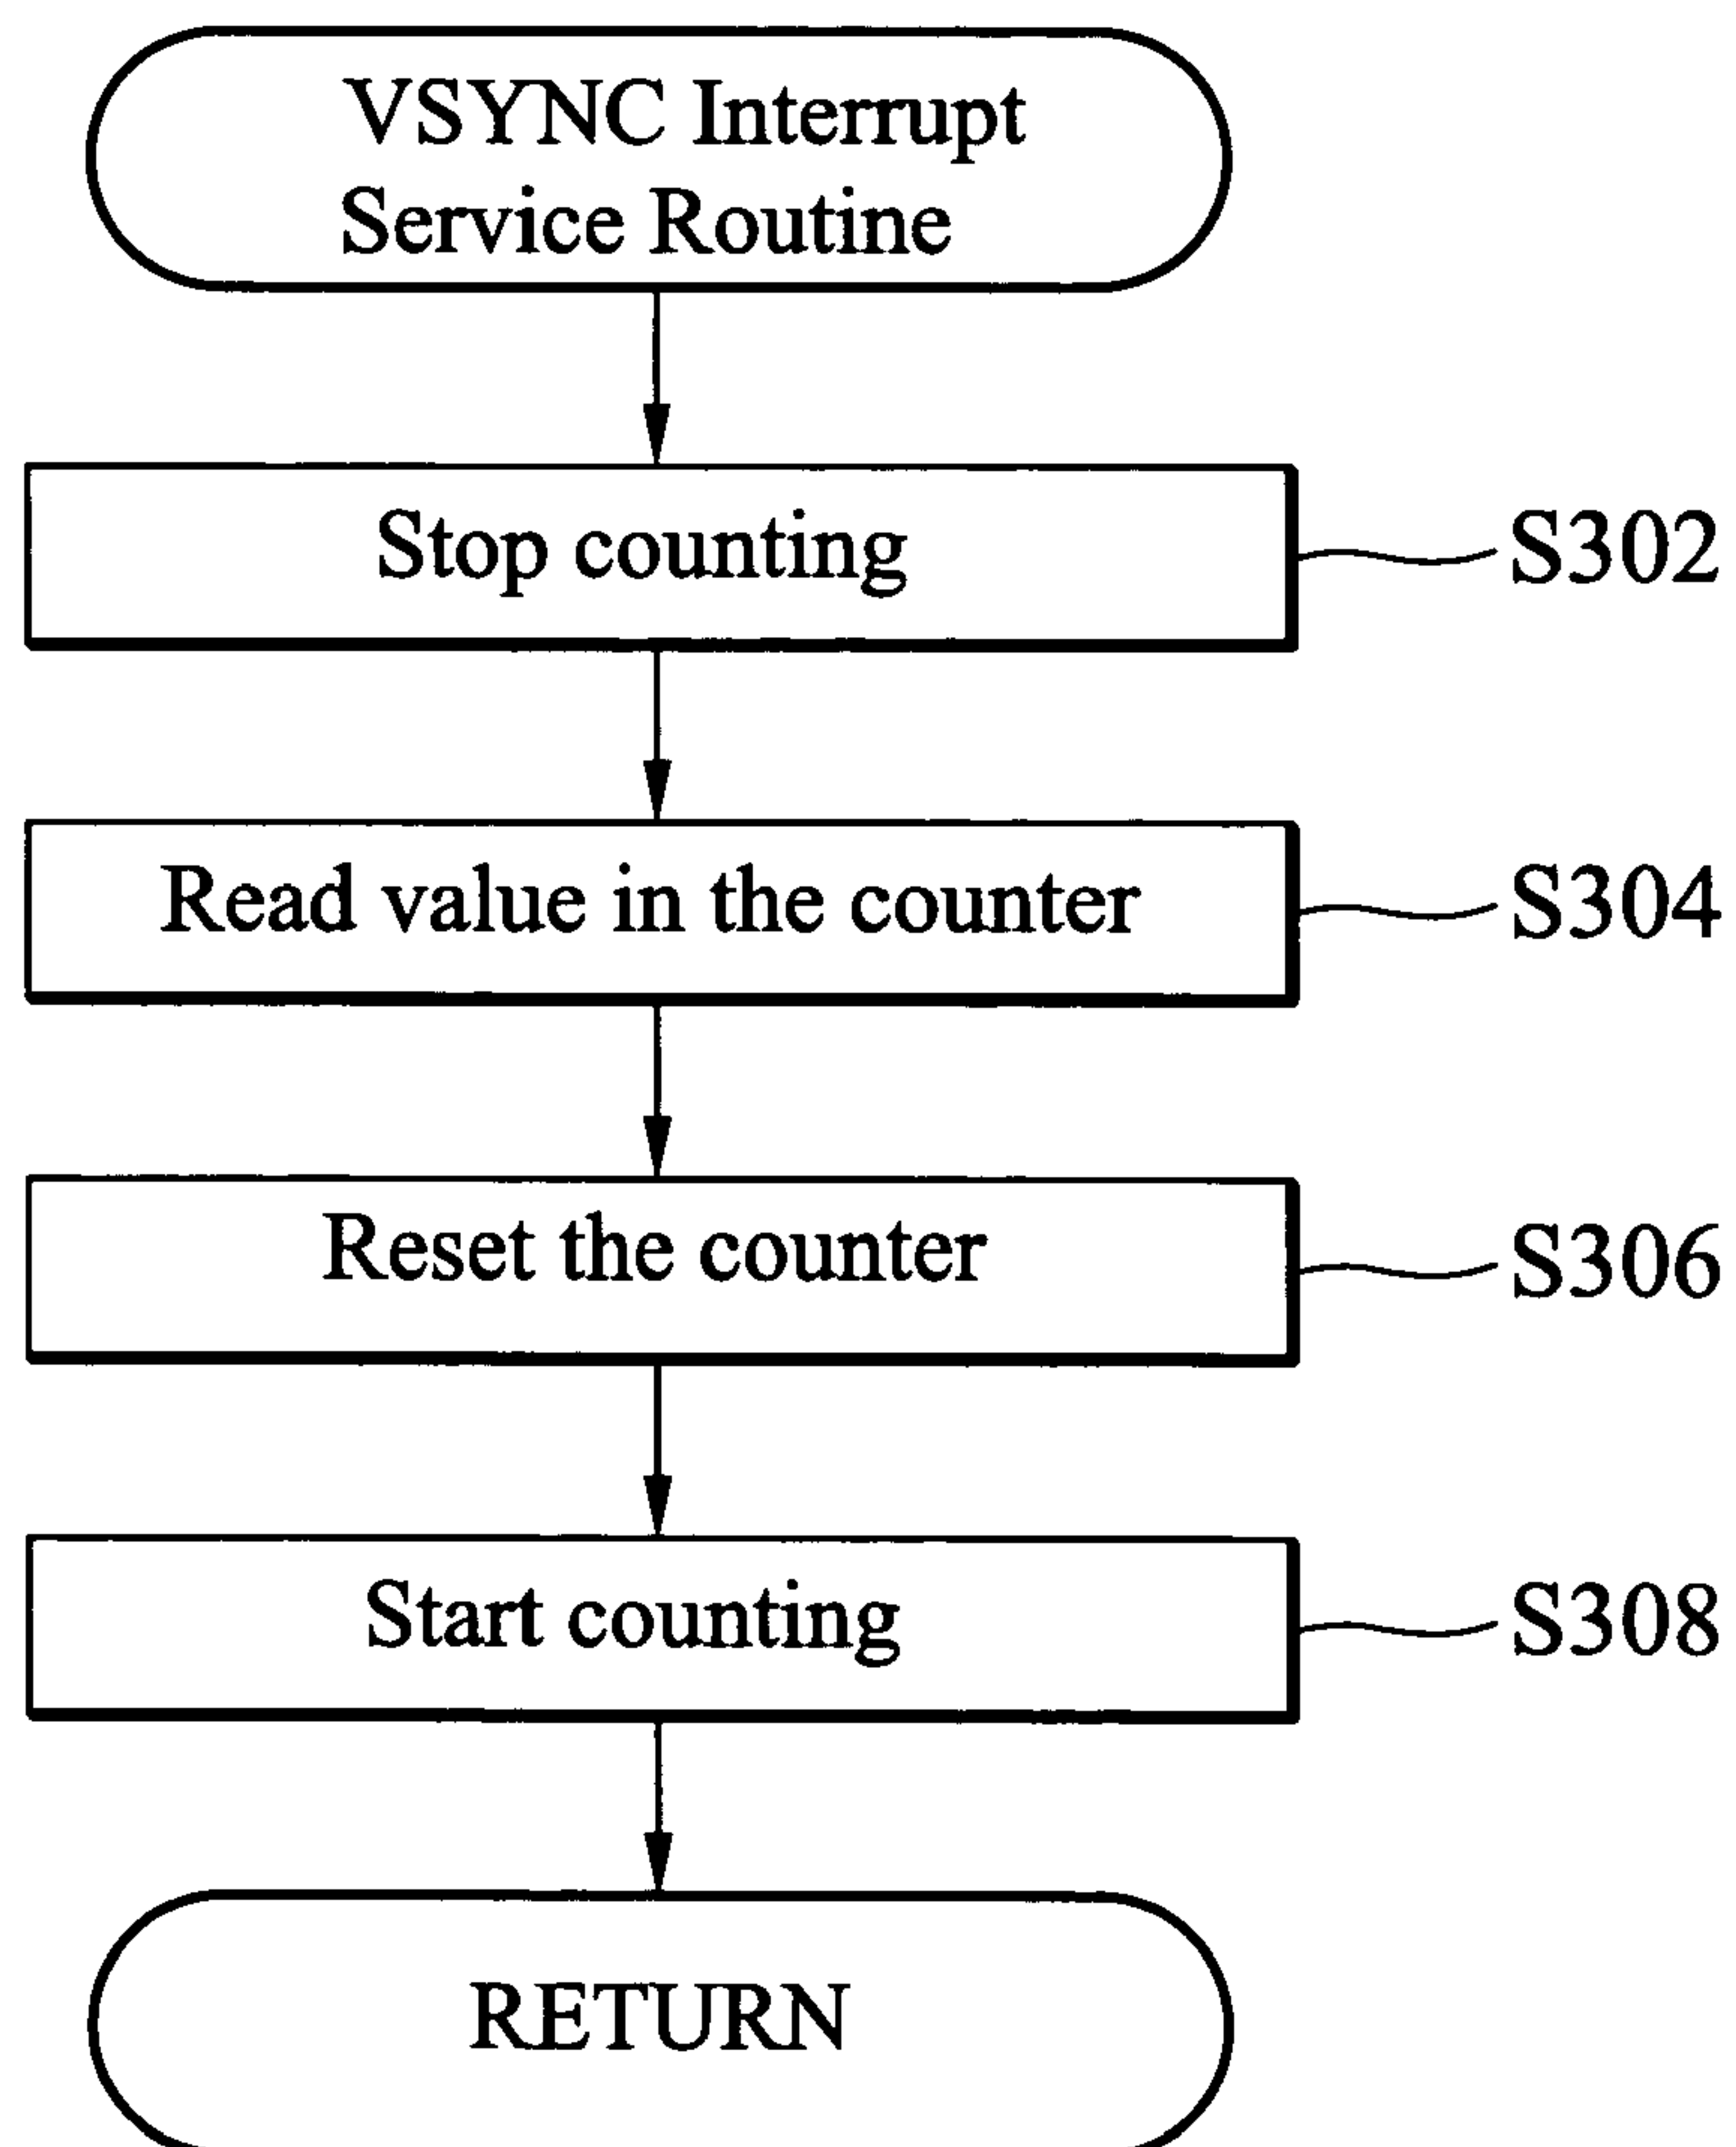 VSYNC Interrupt
Service Routine
Stop counting
S302
Read value in the counter
S304
Reset the counter
S306
Start counting
S308
RETURN